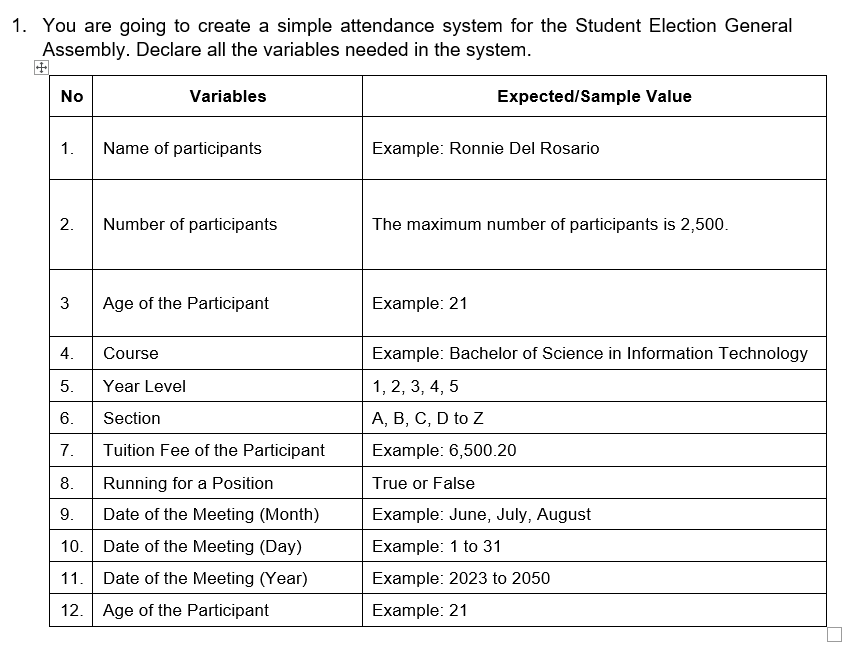 1. You are going to create a simple attendance system for the Student Election General
Assembly. Declare all the variables needed in the system.
No Variables Expected/Sample Value
1. Name of participants Example: Ronnie Del Rosario
2. Number of participants The maximum number of participants is 2,500.
3 Age of the Participant Example: 21
4. Course Example: Bachelor of Science in Information Technology
5. Year Level 1, 2, 3, 4, 5
6. Section A, B, C, D to Z
7. Tuition Fee of the Participant Example: 6,500.20
8. Running for a Position True or False
9. Date of the Meeting (Month) Example: June, July, August
10. Date of the Meeting (Day) Example: 1 to 31
11. Date of the Meeting (Year) Example: 2023 to 2050
12. Age of the Participant Example: 21